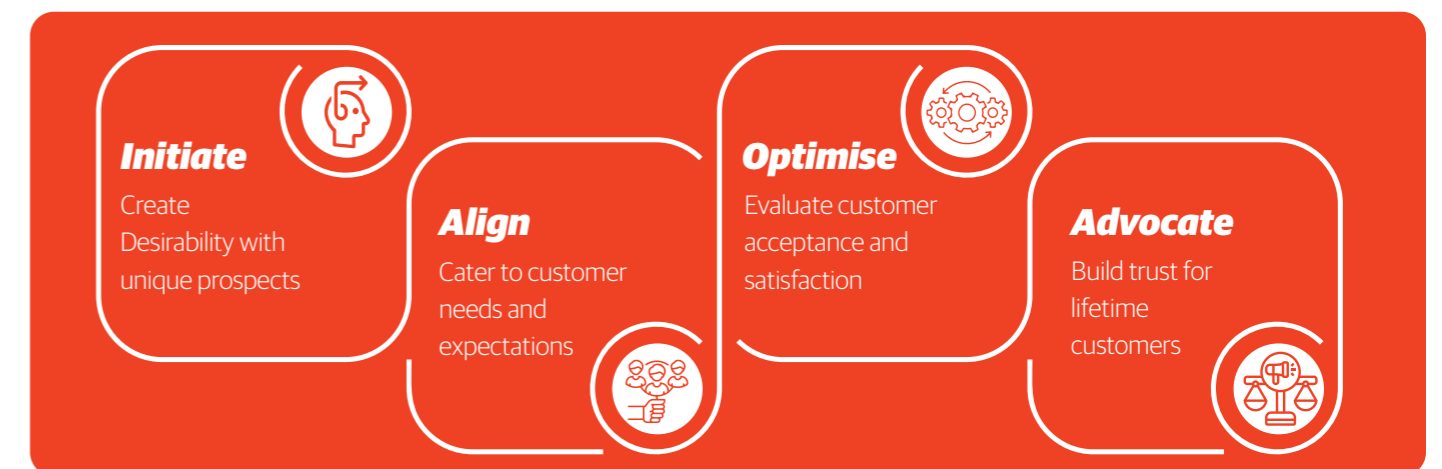 Initiate
Create
Desirability with
unique prospects
Align
Cater to customer
needs and
expectations
Optimise
Evaluate customer
acceptance and
satisfaction
Advocate
Build trust for
lifetime
customers